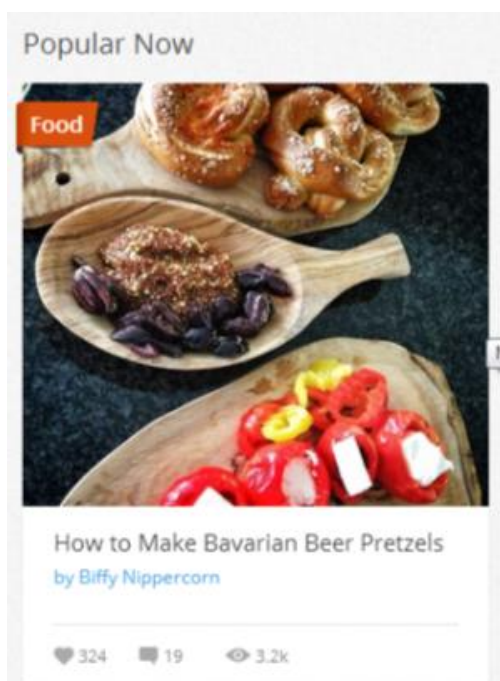 Popular Now
Food
How to Make Bavarian Beer Pretzels
by Biffy Nippercorn
324 19 3.2k